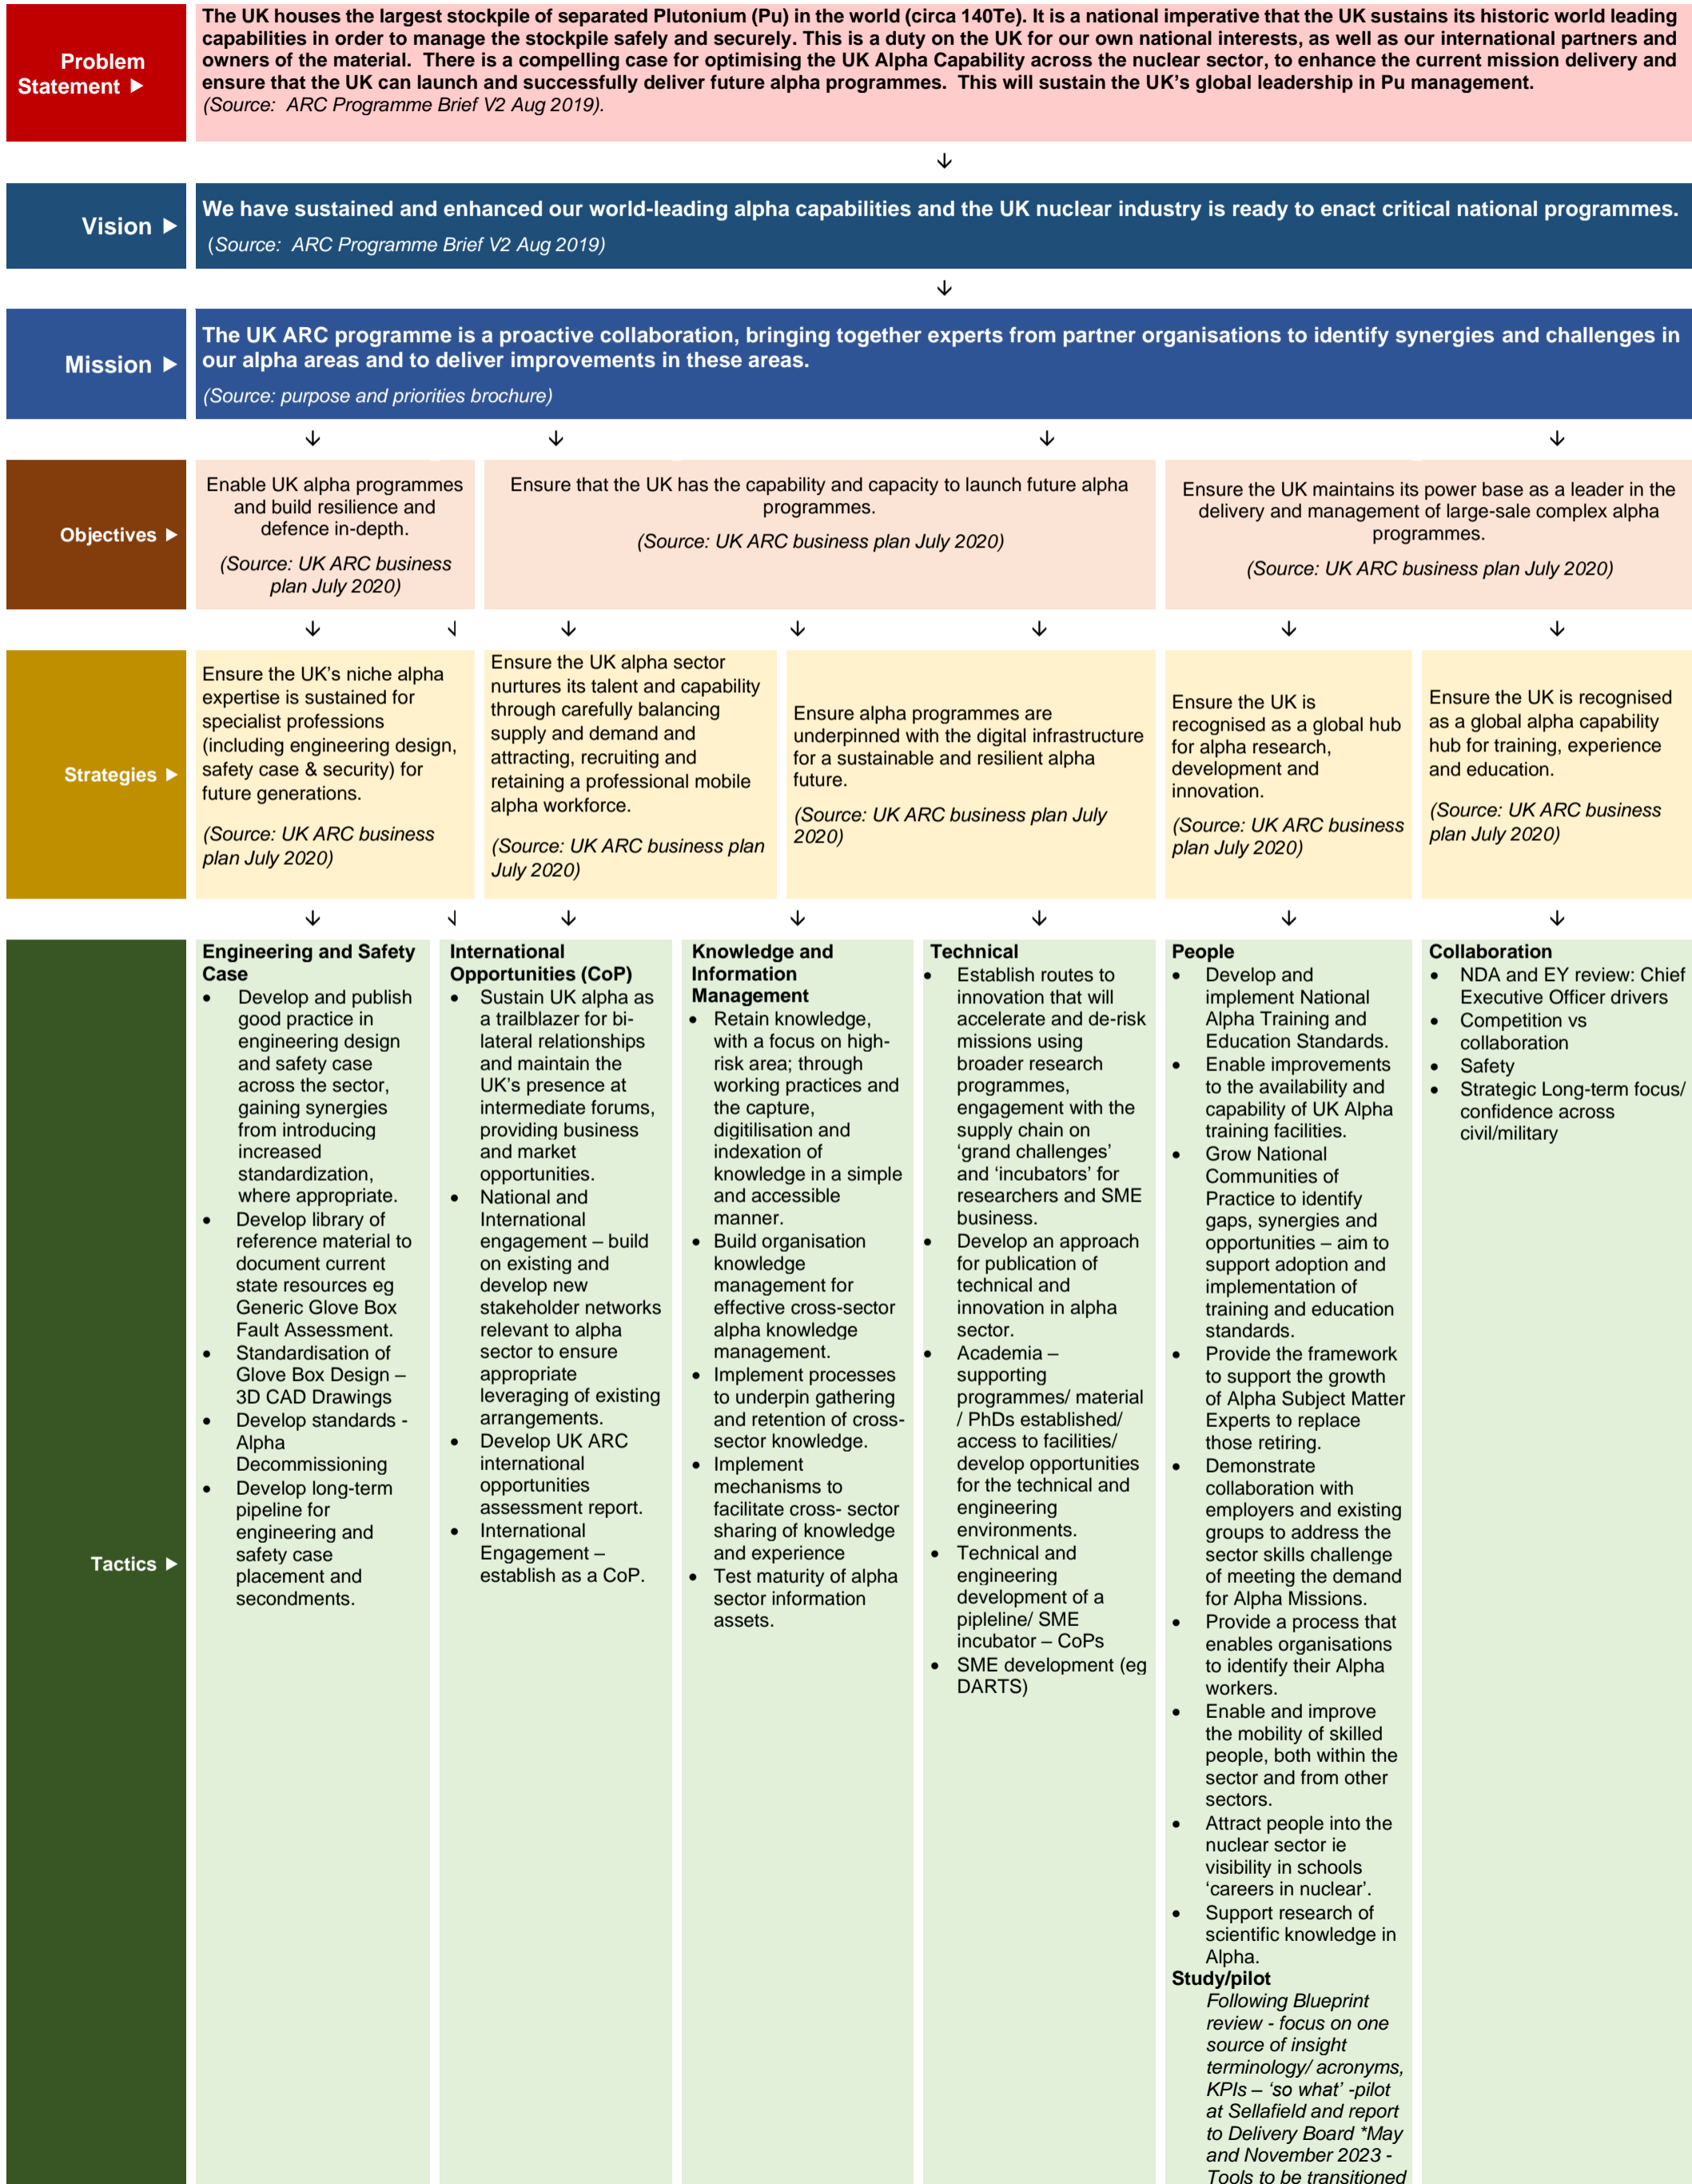 Problem
Statement ▶
The UK houses the largest stockpile of separated Plutonium (Pu) in the world (circa 140Te). It is a national imperative that the UK sustains its historic world leading
capabilities in order to manage the stockpile safely and securely. This is a duty on the UK for our own national interests, as well as our international partners and
owners of the material. There is a compelling case for optimising the UK Alpha Capability across the nuclear sector, to enhance the current mission delivery and
ensure that the UK can launch and successfully deliver future alpha programmes. This will sustain the UK's global leadership in Pu management.
(Source: ARC Programme Brief V2 Aug 2019).
Vision ▶
We have sustained and enhanced our world-leading alpha capabilities and the UK nuclear industry is ready to enact critical national programmes.
(Source: ARC Programme Brief V2 Aug 2019)
Mission ▶
The UK ARC programme is a proactive collaboration, bringing together experts from partner organisations to identify synergies and challenges in
our alpha areas and to deliver improvements in these areas.
(Source: purpose and priorities brochure)
Objectives ▶
Enable UK alpha programmes
and build resilience and
defence in-depth.
(Source: UK ARC business
plan July 2020)
Ensure that the UK has the capability and capacity to launch future alpha
programmes.
(Source: UK ARC business plan July 2020)
Ensure the UK maintains its power base as a leader in the
delivery and management of large-sale complex alpha
programmes.
(Source: UK ARC business plan July 2020)
Strategies ▶
Ensure the UK's niche alpha
expertise is sustained for
specialist professions
(including engineering design,
safety case & security) for
future generations.
(Source: UK ARC business
plan July 2020)
Ensure the UK alpha sector
nurtures its talent and capability
through carefully balancing
supply and demand and
attracting, recruiting and
retaining a professional mobile
alpha workforce.
(Source: UK ARC business plan
July 2020)
Ensure alpha programmes are
underpinned with the digital infrastructure
for a sustainable and resilient alpha
future.
(Source: UK ARC business plan July
2020)
Ensure the UK is
recognised as a global hub
for alpha research,
development and
innovation.
(Source: UK ARC business
plan July 2020)
Ensure the UK is recognised
as a global alpha capability
hub for training, experience
and education.
(Source: UK ARC business
plan July 2020)
Tactics ▶
Engineering and Safety
Case
• Develop and publish
good practice in
engineering design
and safety case
across the sector,
gaining synergies
from introducing
increased
standardization,
where appropriate.
• Develop library of
reference material to
document current
state resources eg
Generic Glove Box
Fault Assessment.
• Standardisation of
Glove Box Design –
3D CAD Drawings
• Develop standards -
Alpha
Decommissioning
• Develop long-term
pipeline for
engineering and
safety case
placement and
secondments.
International
Opportunities (CoP)
• Sustain UK alpha as
a trailblazer for bi-
lateral relationships
and maintain the
UK's presence at
intermediate forums,
providing business
and market
opportunities.
• National and
International
engagement – build
on existing and
develop new
stakeholder networks
relevant to alpha
sector to ensure
appropriate
leveraging of existing
arrangements.
• Develop UK ARC
international
opportunities
assessment report.
• International
Engagement –
establish as a CoP.
Knowledge and
Information
Management
• Retain knowledge,
with a focus on high-
risk area; through
working practices and
the capture,
digitilisation and
indexation of
knowledge in a simple
and accessible
manner.
• Build organisation
knowledge
management for
effective cross-sector
alpha knowledge
management.
• Implement processes
to underpin gathering
and retention of cross-
sector knowledge.
• Implement
mechanisms to
facilitate cross- sector
sharing of knowledge
and experience
• Test maturity of alpha
sector information
assets.
Technical
• Establish routes to
innovation that will
accelerate and de-risk
missions using
broader research
programmes,
engagement with the
supply chain on
'grand challenges'
and 'incubators' for
researchers and SME
business.
• Develop an approach
for publication of
technical and
innovation in alpha
sector.
• Academia –
supporting
programmes/ material
/ PhDs established/
access to facilities/
develop opportunities
for the technical and
engineering
environments.
• Technical and
engineering
development of a
pipleline/ SME
incubator – CoPs
• SME development (eg
DARTS)
People
• Develop and
implement National
Alpha Training and
Education Standards.
• Enable improvements
to the availability and
capability of UK Alpha
training facilities.
• Grow National
Communities of
Practice to identify
gaps, synergies and
opportunities – aim to
support adoption and
implementation of
training and education
standards.
• Provide the framework
to support the growth
of Alpha Subject Matter
Experts to replace
those retiring.
• Demonstrate
collaboration with
employers and existing
groups to address the
sector skills challenge
of meeting the demand
for Alpha Missions.
• Provide a process that
enables organisations
to identify their Alpha
workers.
• Enable and improve
the mobility of skilled
people, both within the
sector and from other
sectors.
• Attract people into the
nuclear sector ie
visibility in schools
'careers in nuclear'.
• Support research of
scientific knowledge in
Alpha.
Study/pilot
Following Blueprint
review - focus on one
source of insight
terminology/ acronyms,
KPIs – 'so what' -pilot
at Sellafield and report
to Delivery Board *May
and November 2023 -
Tools to be transitioned
Collaboration
• NDA and EY review: Chief
Executive Officer drivers
• Competition vs
collaboration
• Safety
• Strategic Long-term focus/
confidence across
civil/military